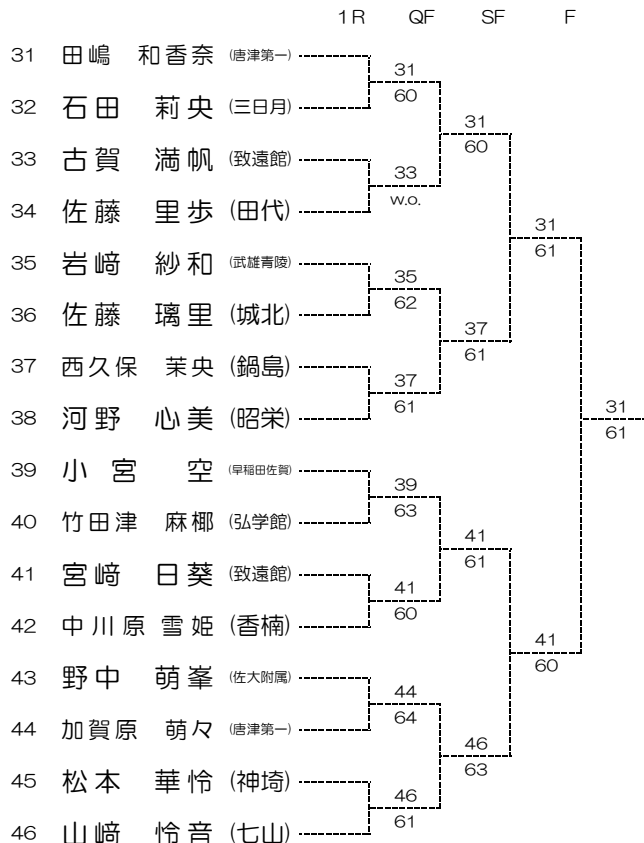 1R QF SF F
31 田嶋 和香奈 (唐津第一)
31
32 石田 莉央 (三日月)
60
31
60
33 古賀 満帆 (致遠館)
33
34 佐藤 里歩 (田代)
w.o.
31
61
35 岩﨑 紗和 (武雄青陵)
35
36 佐藤 璃里 (城北)
62
37
61
37 西久保 茉央 (鍋島)
37
38 河野 心美 (昭栄)
61
31
61
39 小宮 空 (早稲田佐賀)
39
40 竹田津 麻椰 (弘学館)
63
41
61
41 宮﨑 日葵 (致遠館)
41
42 中川原 雪姫 (香楠)
60
41
60
43 野中 萌峯 (佐大附属)
44
44 加賀原 萌々 (唐津第一)
64
46
63
45 松本 華怜 (神埼)
46
46 山﨑 怜音 (七山)
61